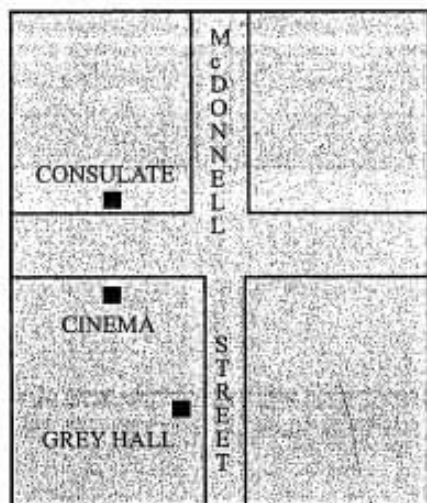 McDONNELL
CONSULATE
CINEMA
STREET
GREY HALL